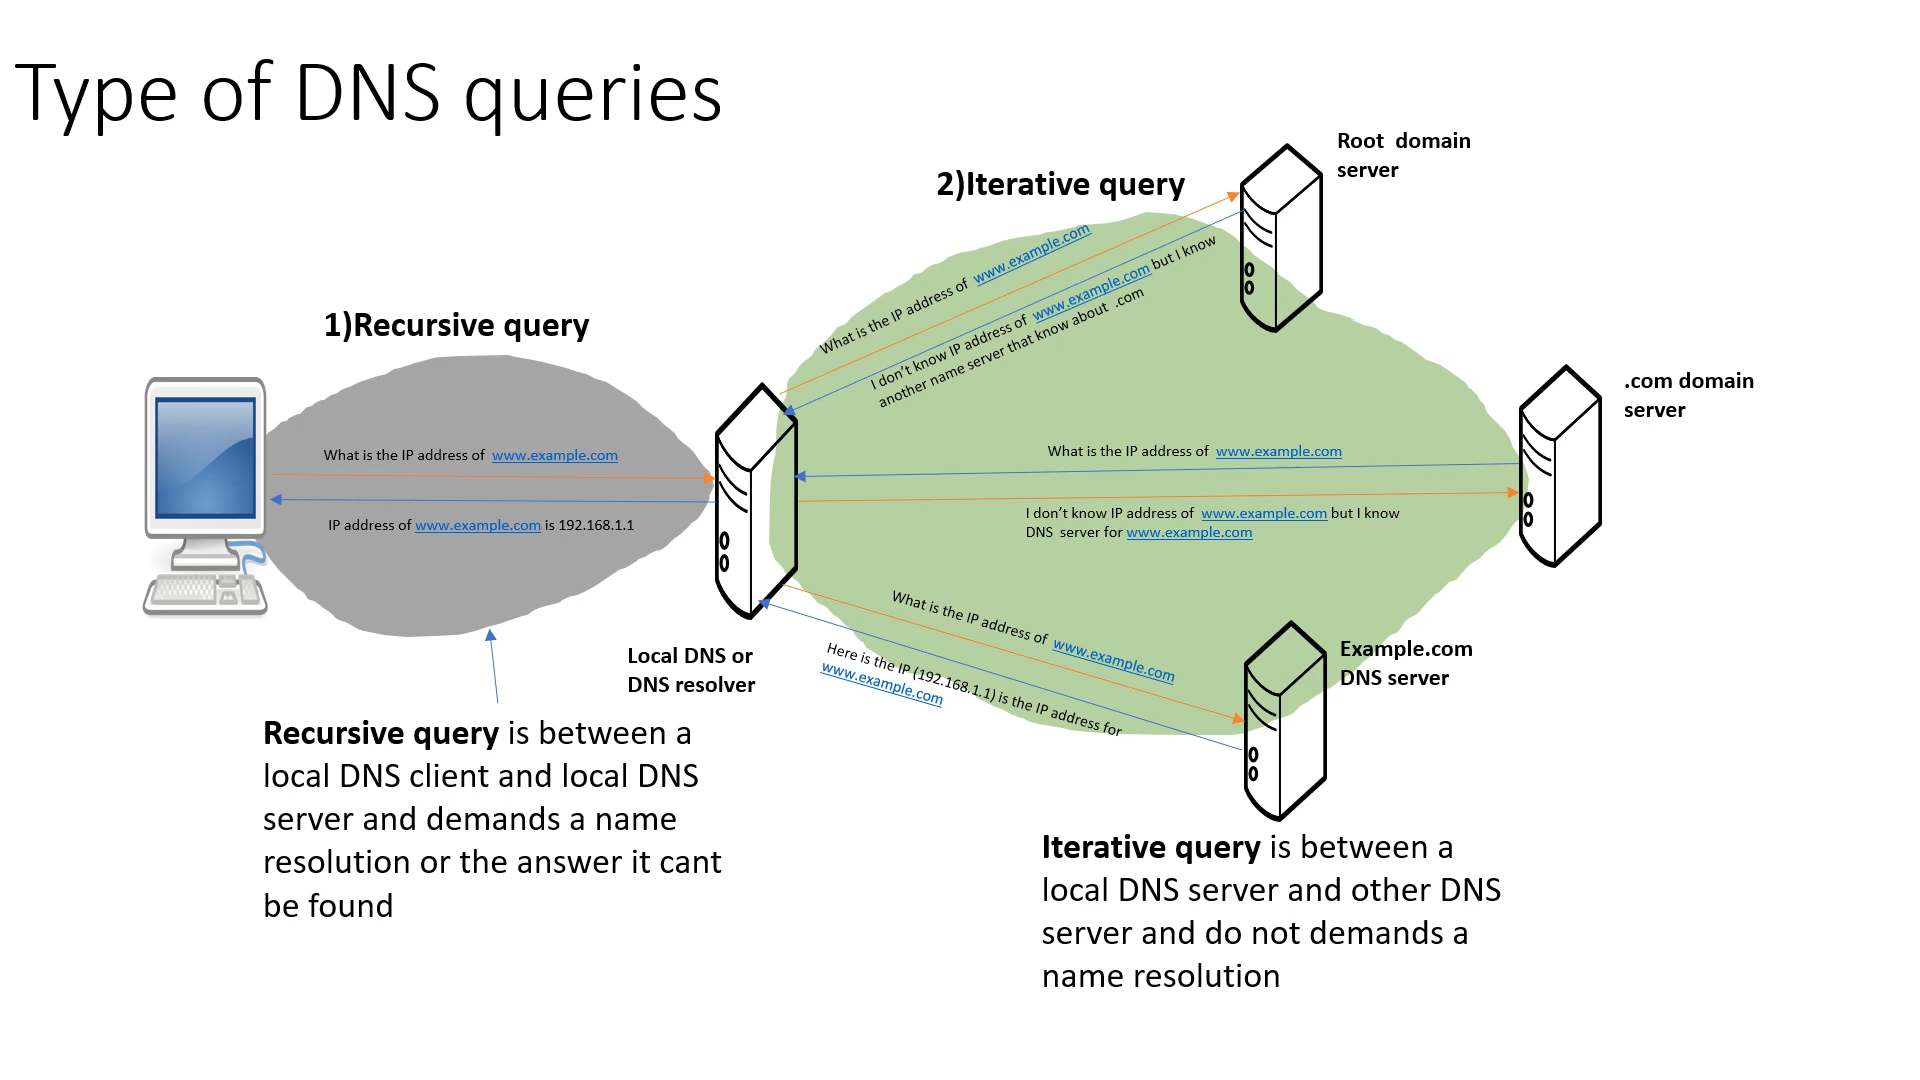 Type of DNS queries
Root  domain
server
2)Iterative query
What is the IP address of  www.example.com
I don't know IP address of  www.example.com but I know
another name server that know about  .com
1)Recursive query
.com domain
server
What is the IP address of  www.example.com
IP address of www.example.com is 192.168.1.1
What is the IP address of  www.example.com
I don't know IP address of  www.example.com but I know
DNS  server for www.example.com
What is the IP address of  www.example.com
Here is the IP (192.168.1.1) is the IP address for
www.example.com
Local DNS or
DNS resolver
Example.com
DNS server
Recursive query is between a
local DNS client and local DNS
server and demands a name
resolution or the answer it cant
be found
Iterative query is between a
local DNS server and other DNS
server and do not demands a
name resolution